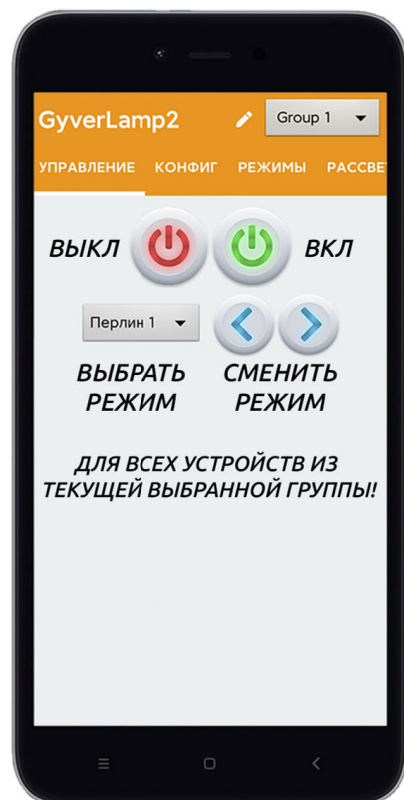 GyverLamp2
Group 1
УПРАВЛЕНИЕ КОНФИГ РЕЖИМЫ РАССВЕ
ВЫКЛ ВКЛ
Перлин 1
ВЫБРАТЬ СМЕНИТЬ
РЕЖИМ РЕЖИМ
ДЛЯ ВСЕХ УСТРОЙСТВ ИЗ
ТЕКУЩЕЙ ВЫБРАННОЙ ГРУППЫ!